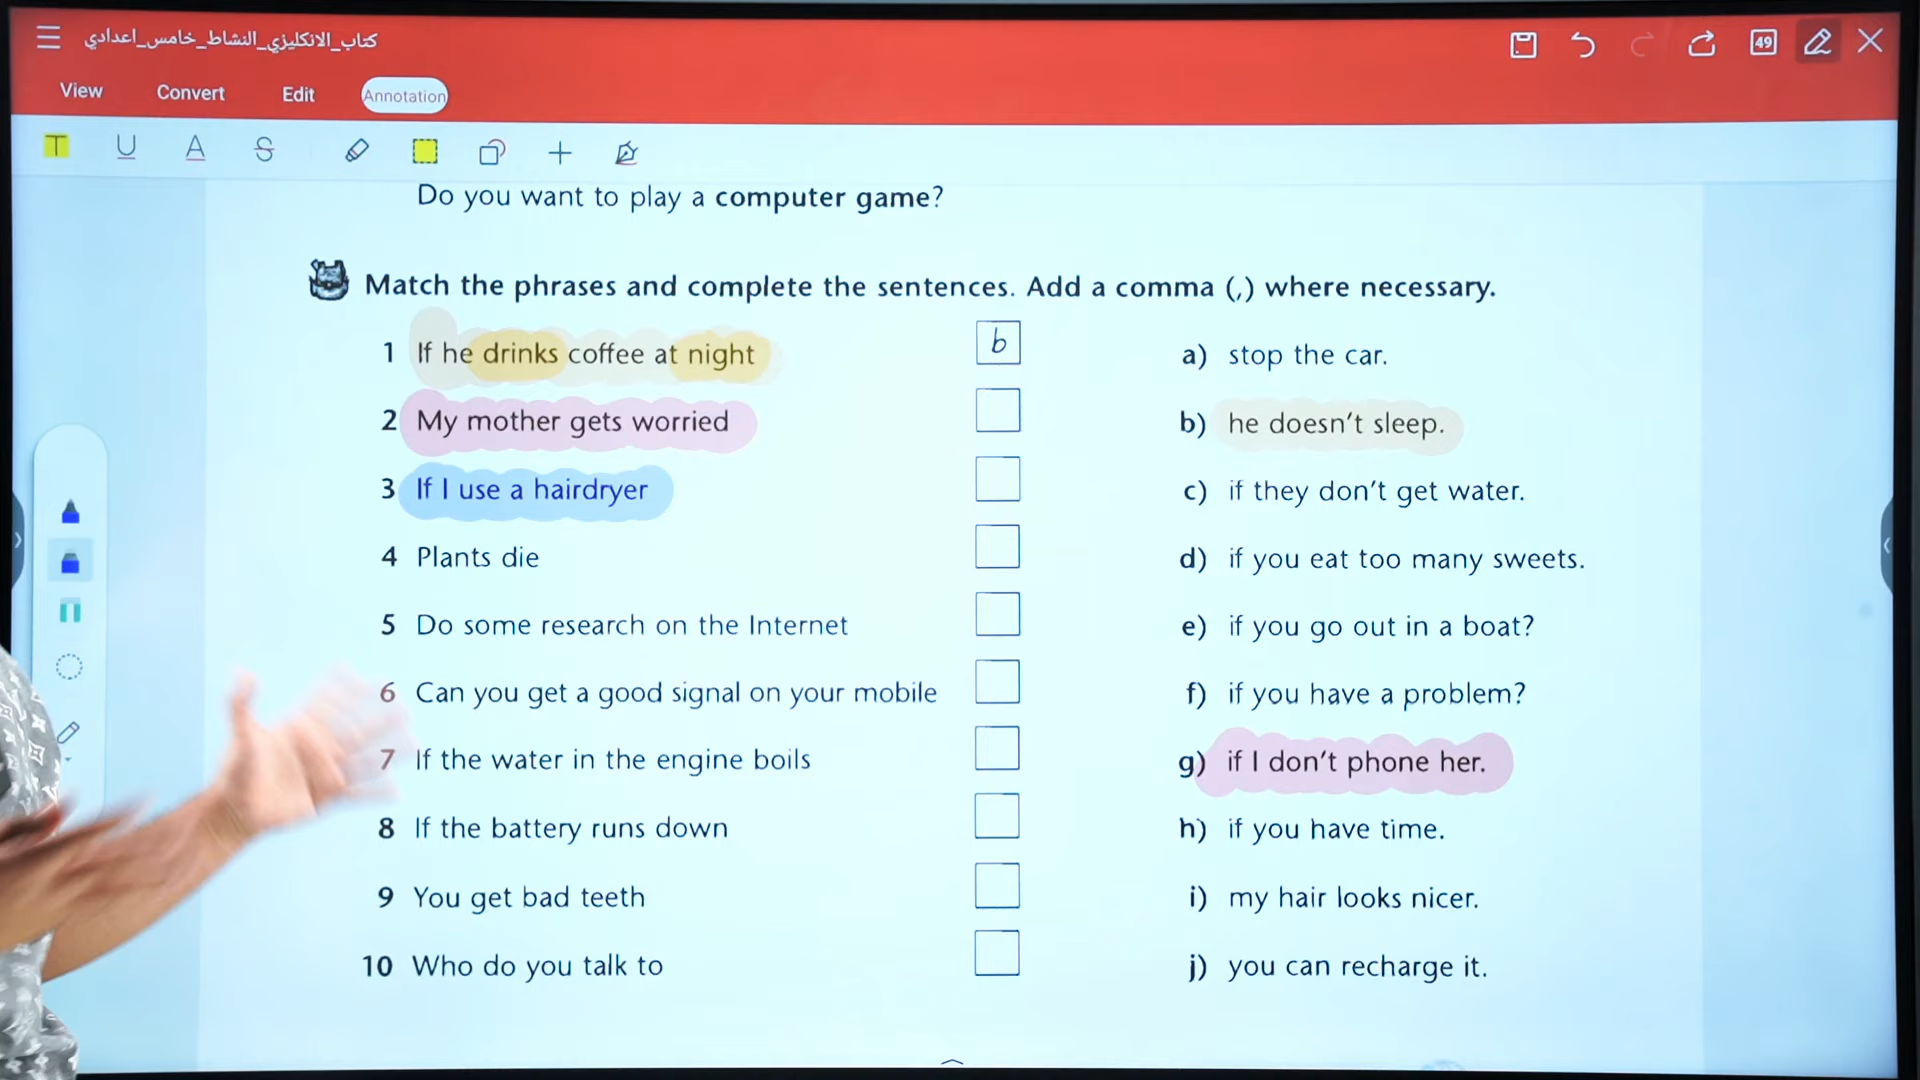 كتاب_الانكليزي_النشاط_خامس_اعدادي
49
View Convert Edit Annotation
T U A S
Do you want to play a computer game?
Match the phrases and complete the sentences. Add a comma (,) where necessary.
1 If he drinks coffee at night b a) stop the car.
2 My mother gets worried b) he doesn't sleep.
3 If I use a hairdryer c) if they don't get water.
4 Plants die d) if you eat too many sweets.
5 Do some research on the Internet e) if you go out in a boat?
6 Can you get a good signal on your mobile f) if you have a problem?
7 If the water in the engine boils g) if I don't phone her.
8 If the battery runs down h) if you have time.
9 You get bad teeth i) my hair looks nicer.
10 Who do you talk to j) you can recharge it.